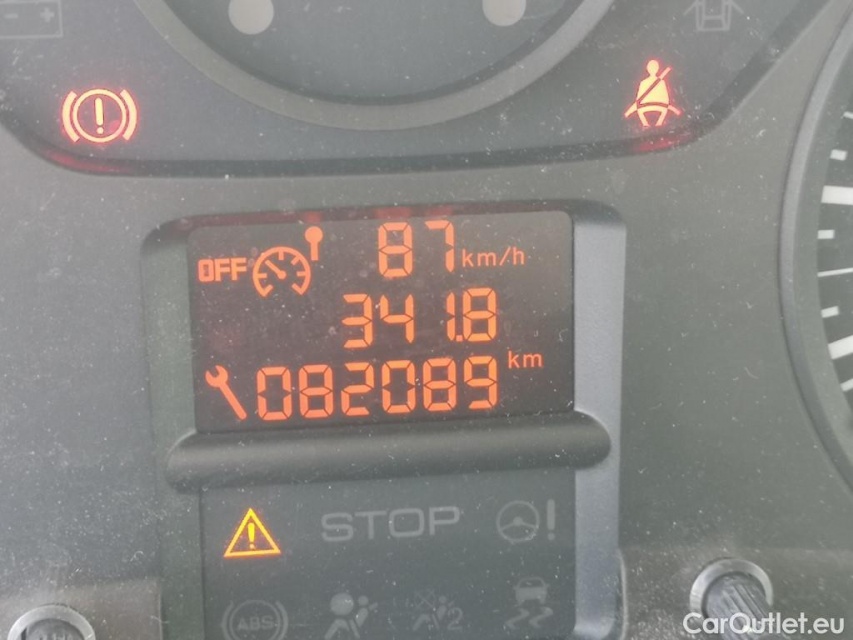 OFF 87 km/h
341.8
082089 km
STOP
ABS
2
CarOutlet.eu